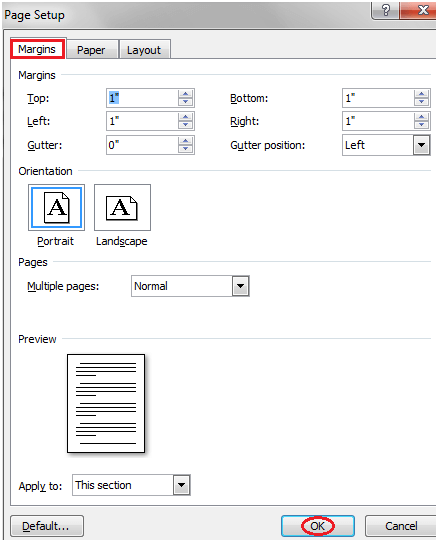 Page Setup ? X
Margins Paper Layout
Margins
Top: 1" Bottom: 1"
Left: 1" Right: 1"
Gutter: 0" Gutter position: Left
Orientation
A A
Portrait Landscape
Pages
Multiple pages: Normal
Preview
Apply to: This section
Default... OK Cancel